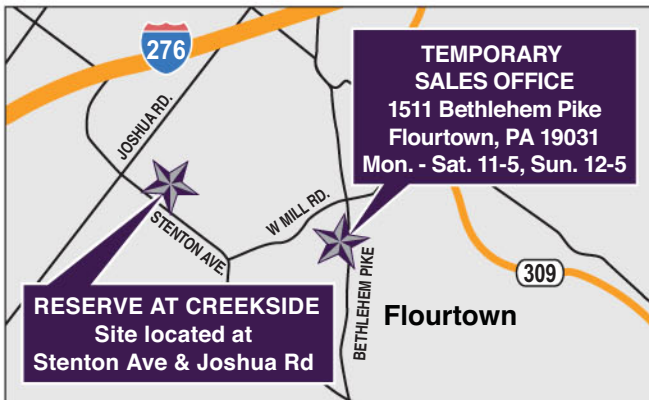 276
JOSHUA RD.
TEMPORARY
SALES OFFICE
1511 Bethlehem Pike
Flourtown, PA 19031
Mon. - Sat. 11-5, Sun. 12-5
STENTON AVE.
W MILL RD.
BETHLEHEM PIKE
309
Flourtown
RESERVE AT CREEKSIDE
Site located at
Stenton Ave & Joshua Rd